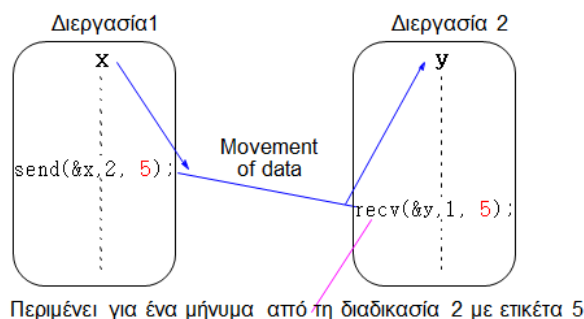 Διεργασία1
Διεργασία 2
x
y
Movement
of data
send(&x,2, 5);
recv(&y,1, 5);
Περιμένει για ένα μήνυμα από τη διαδικασία 2 με ετικέτα 5